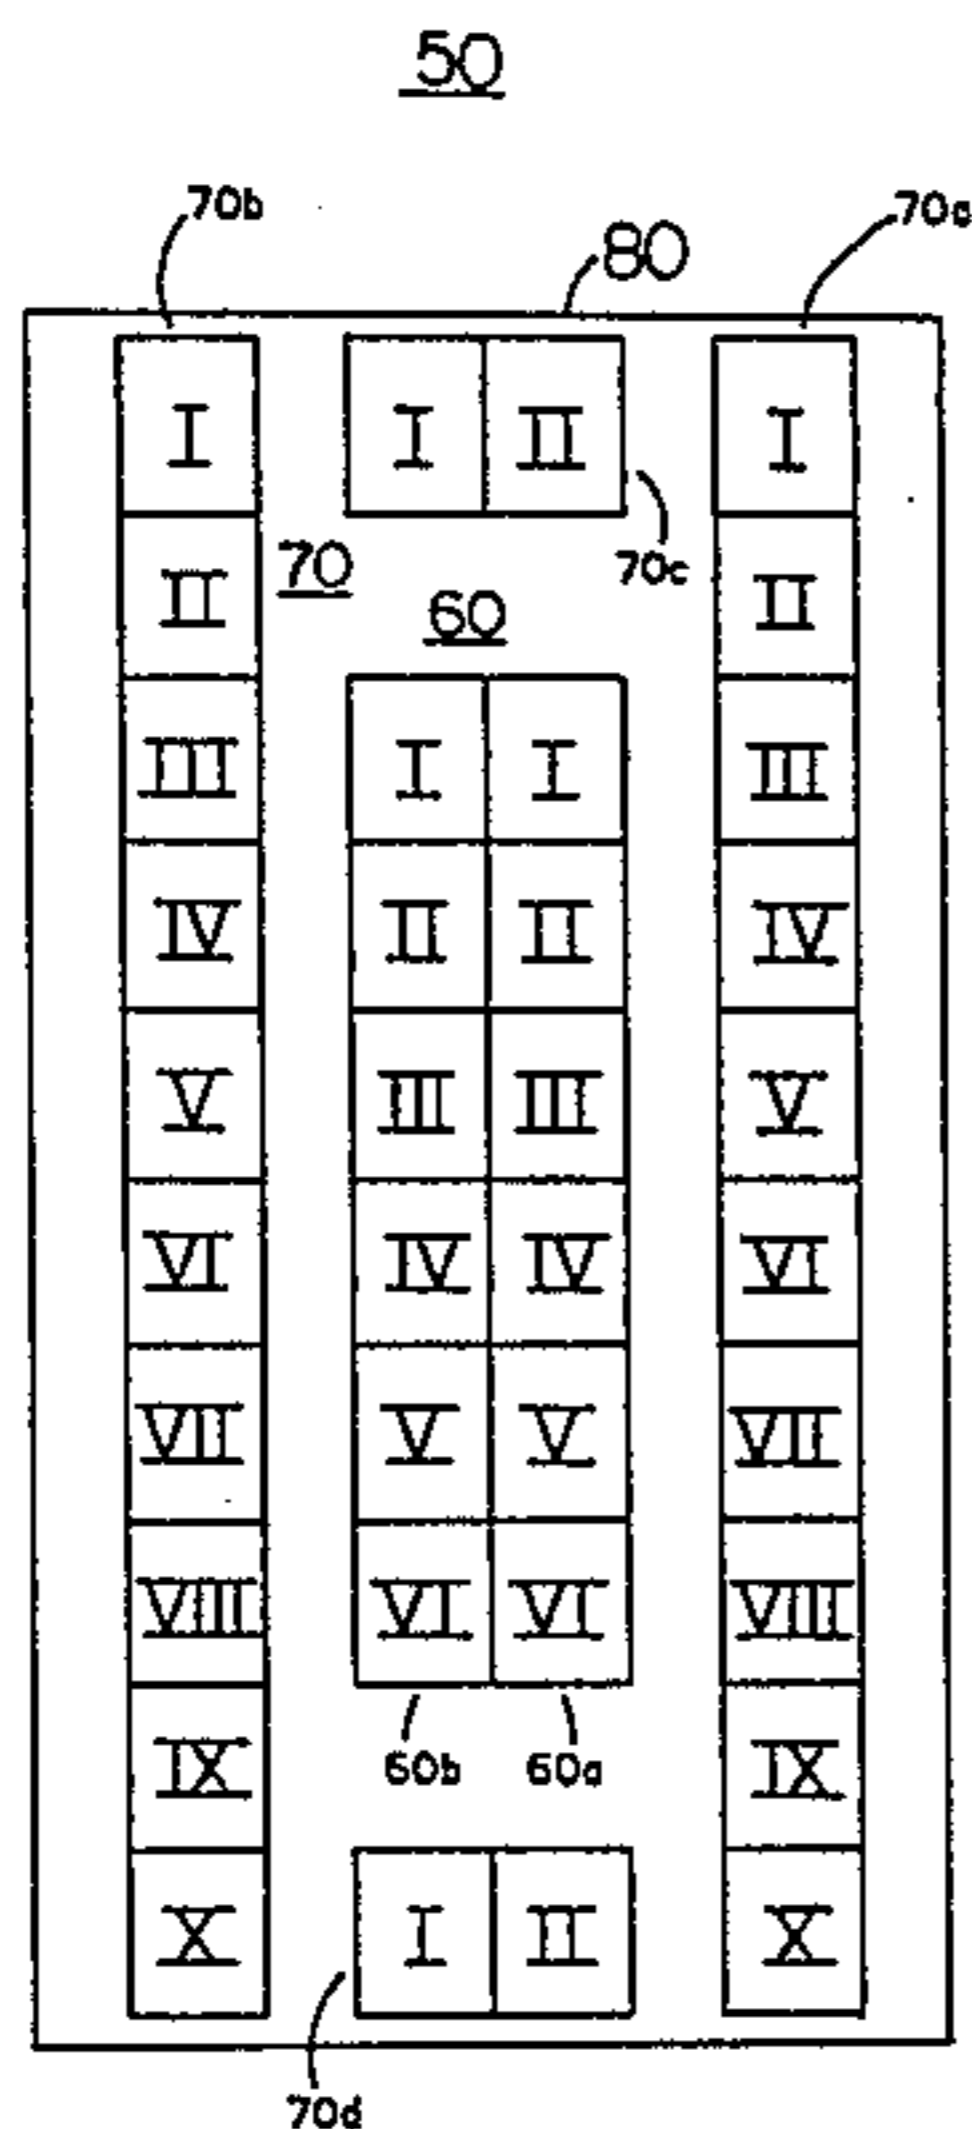 50
70b 70a
80
I I II I
70c
II 70 II
60
III I I III
IV II II IV
V III III V
VI IV IV VI
VII V V VII
VIII VI VI VIII
IX 60b 60a IX
X I II X
70d